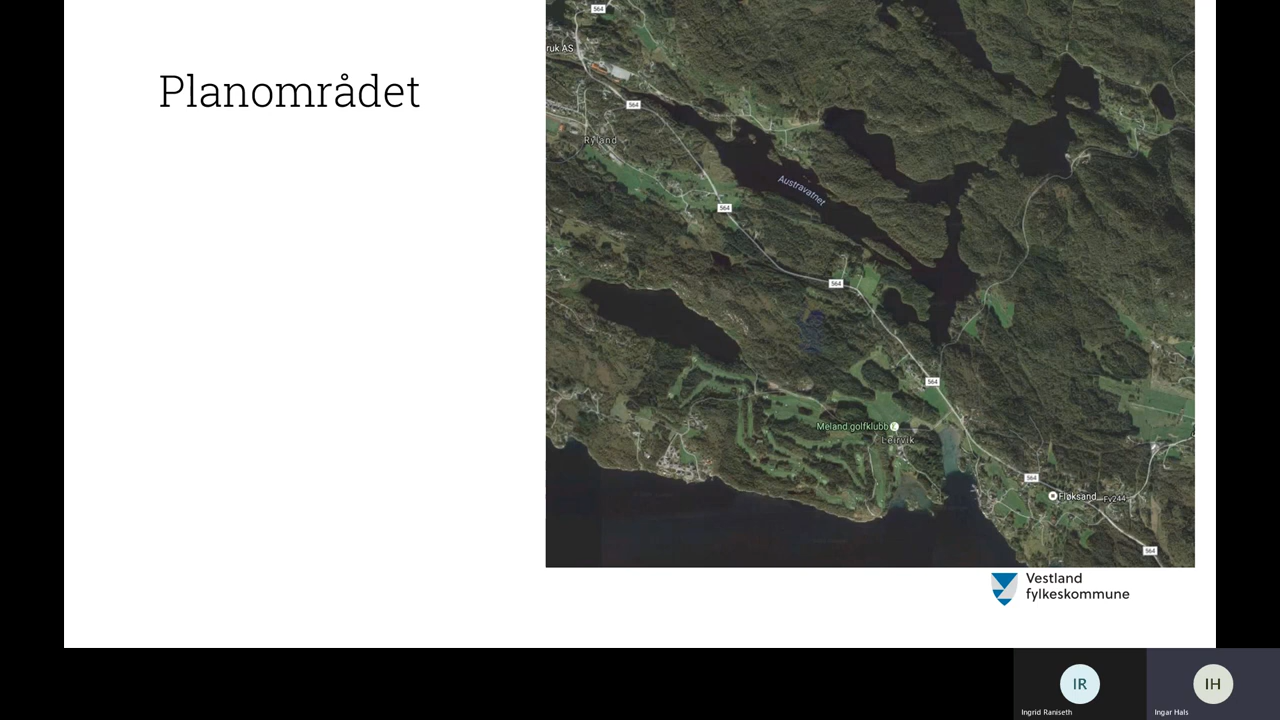 Planområdet
564
ruk AS
564
Ryland
Austravatnet
564
564
564
Meland golfklubb
Leirvik
564
Fløksand
Fv244
564
Vestland
fylkeskommune
IR
IH
Ingrid Raniseth
Ingar Hals